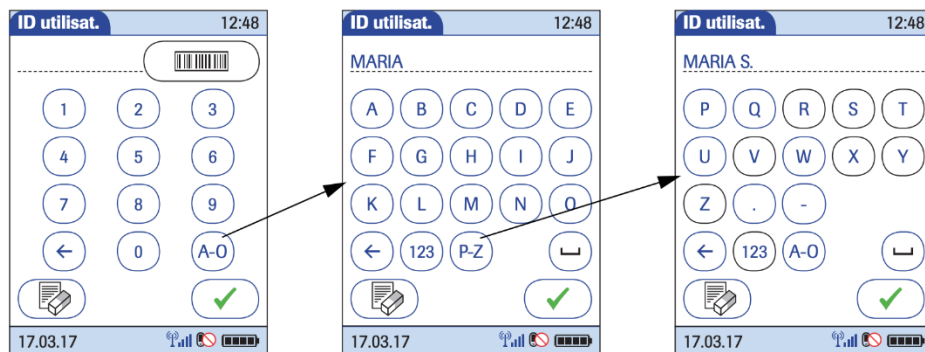 ID utilisat. 12:48
1 2 3
4 5 6
7 8 9
← 0 A-O
17.03.17
ID utilisat. 12:48
MARIA
A B C D E
F G H I J
K L M N O
← 123 P-Z
17.03.17
ID utilisat. 12:48
MARIA S.
P Q R S T
U V W X Y
Z . -
← 123 A-O
17.03.17